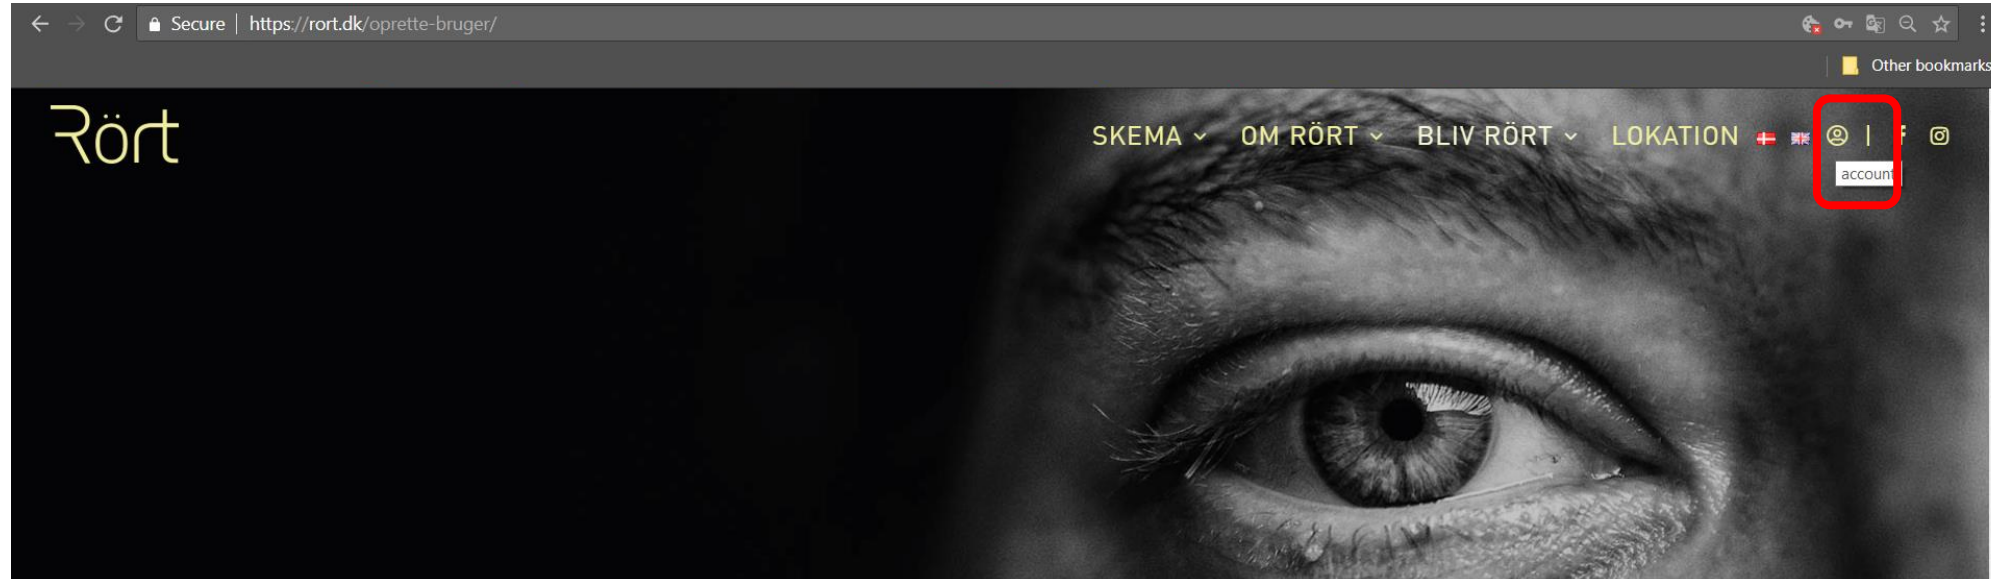 Secure | https://rort.dk/oprette-bruger/
Other bookmarks
Rört
SKEMA OM RÖRT BLIV RÖRT LOKATION |
account